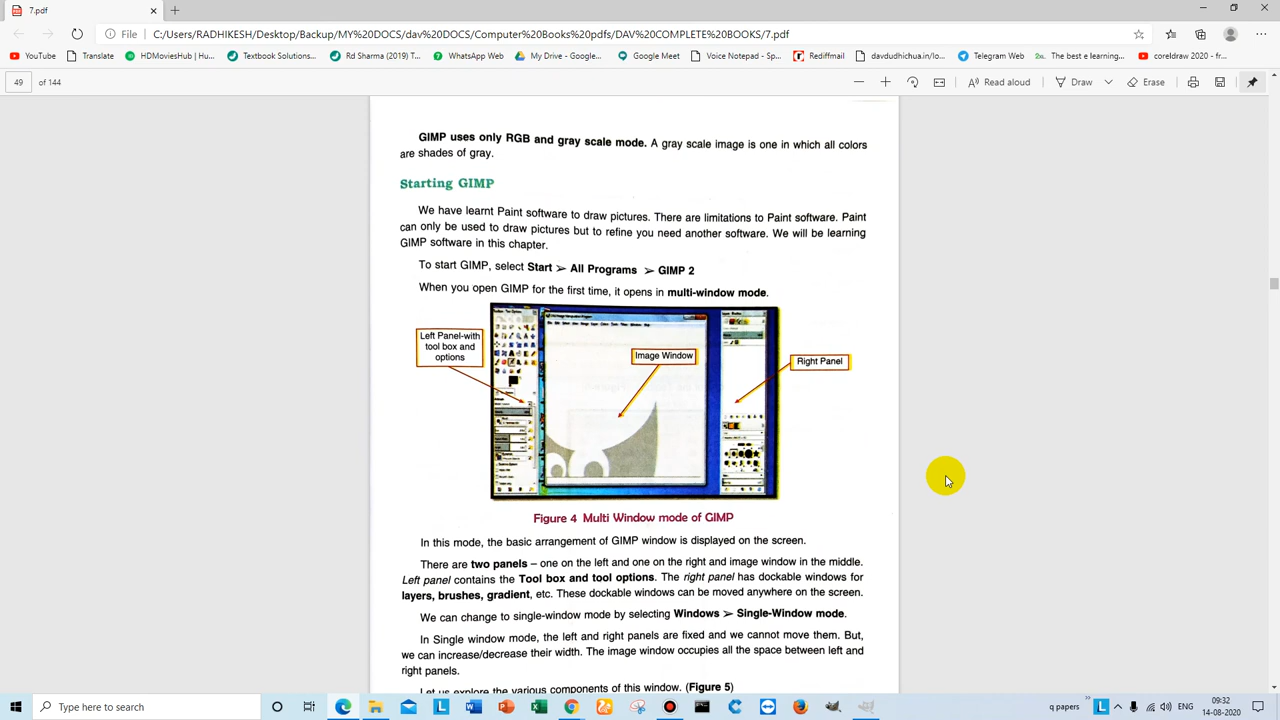 7.pdf
File C:/Users/RADHIKESH/Desktop/Backup/MY%20DOCS/dav%20DOCS/Computer%20Books%20pdfs/DAV%20COMPLETE%20BOOKS/7.pdf
YouTube Translate HDMoviesHub | Hu... Textbook Solutions... Rd Sharma (2019) T... WhatsApp WEB My Drive - Google... Google Meet Voice Notepad - Sp... Rediffmail davdudhichua.in/lo... Telegram Web The best e learning... coreldraw 2020 - fr...
49 of 144 Read aloud Draw Erase
GIMP uses only RGB and gray scale mode. A gray scale image is one in which all colors
are shades of gray.
Starting GIMP
We have learnt Paint software to draw pictures. There are limitations to Paint software. Paint
can only be used to draw pictures but to refine you need another software. We will be learning
GIMP software in this chapter.
To start GIMP, select Start ➢ All Programs ➢ GIMP 2
When you open GIMP for the first time, it opens in multi-window mode.
Left Panel-with
tool box and
options
Image Window
Right Panel
Figure 4 Multi Window mode of GIMP
In this mode, the basic arrangement of GIMP window is displayed on the screen.
There are two panels – one on the left and one on the right and image window in the middle.
Left panel contains the Tool box and tool options. The right panel has dockable windows for
layers, brushes, gradient, etc. These dockable windows can be moved anywhere on the screen.
We can change to single-window mode by selecting Windows ➢ Single-Window mode.
In Single window mode, the left and right panels are fixed and we cannot move them. But,
we can increase/decrease their width. The image window occupies all the space between left and
right panels.
Let us explore the various components of this window. (Figure 5)
Type here to search
q papers
ENG
09:32
14-08-2020